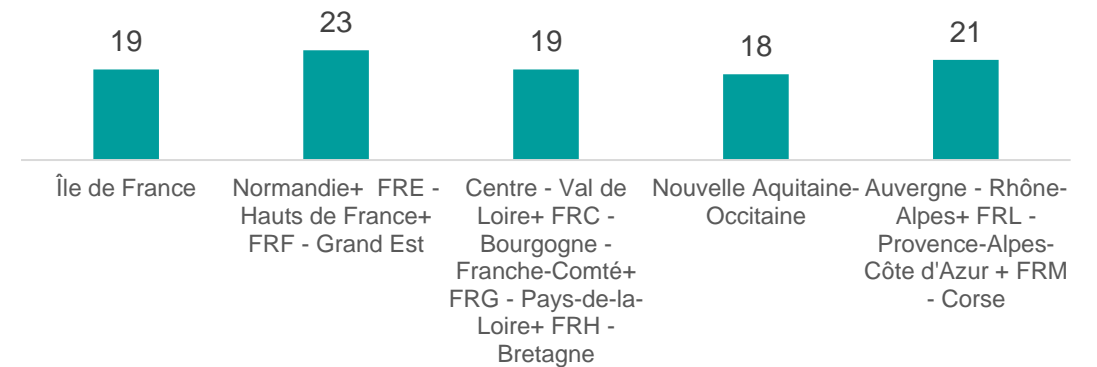 19
23
19
18
21
Île de France
Normandie+ FRE -
Hauts de France+
FRF - Grand Est
Centre - Val de
Loire+ FRC -
Bourgogne -
Franche-Comté+
FRG - Pays-de-la-
Loire+ FRH -
Bretagne
Nouvelle Aquitaine-
Occitaine
Auvergne - Rhône-
Alpes+ FRL -
Provence-Alpes-
Côte d'Azur + FRM
- Corse